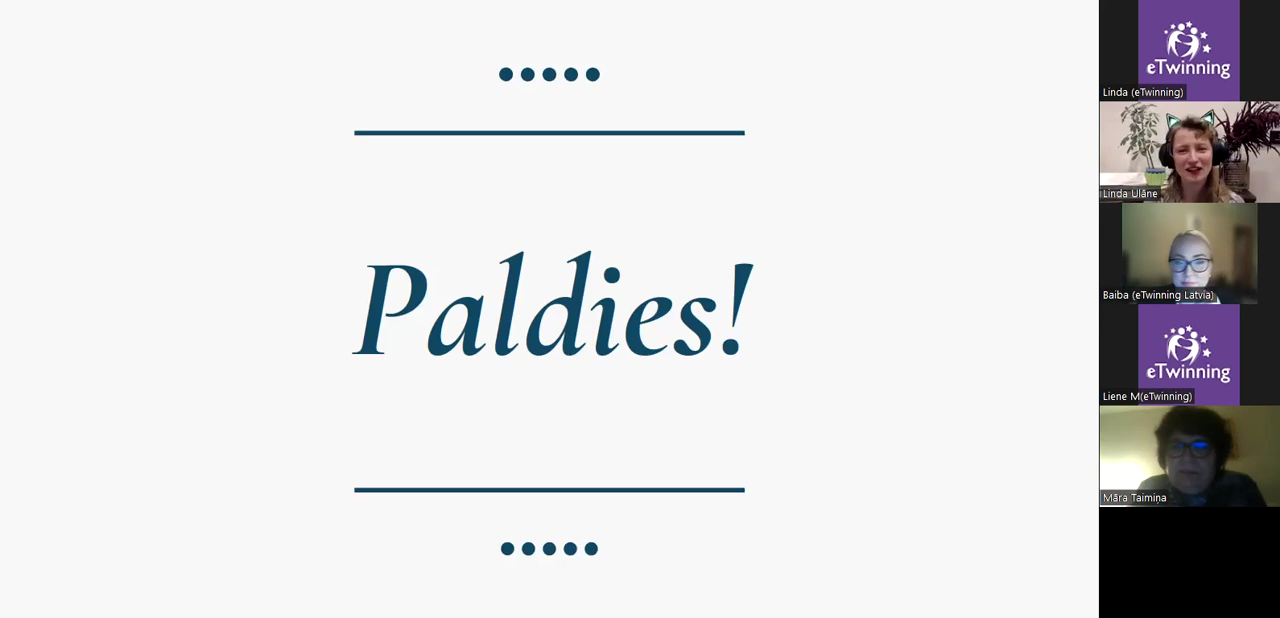 Paldies!
eTwinning
Linda (eTwinning)
Linda Ulāne
Baiba (eTwinning Latvia)
eTwinning
Liene M(eTwinning)
Māra Taimiņa